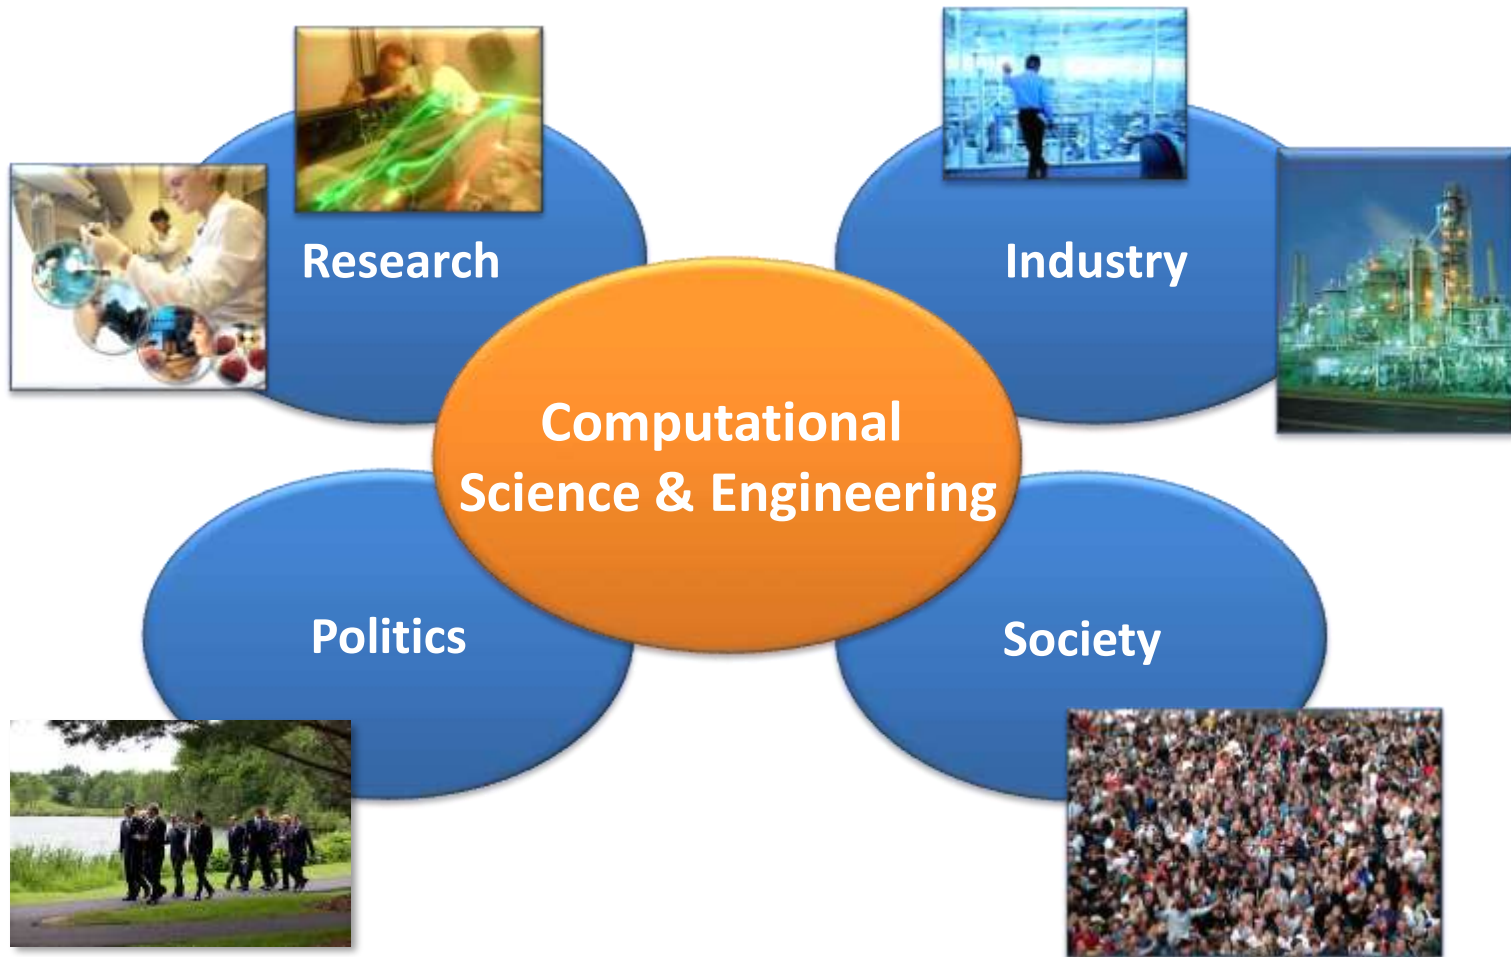 Research
Industry
Computational
Science & Engineering
Politics
Society